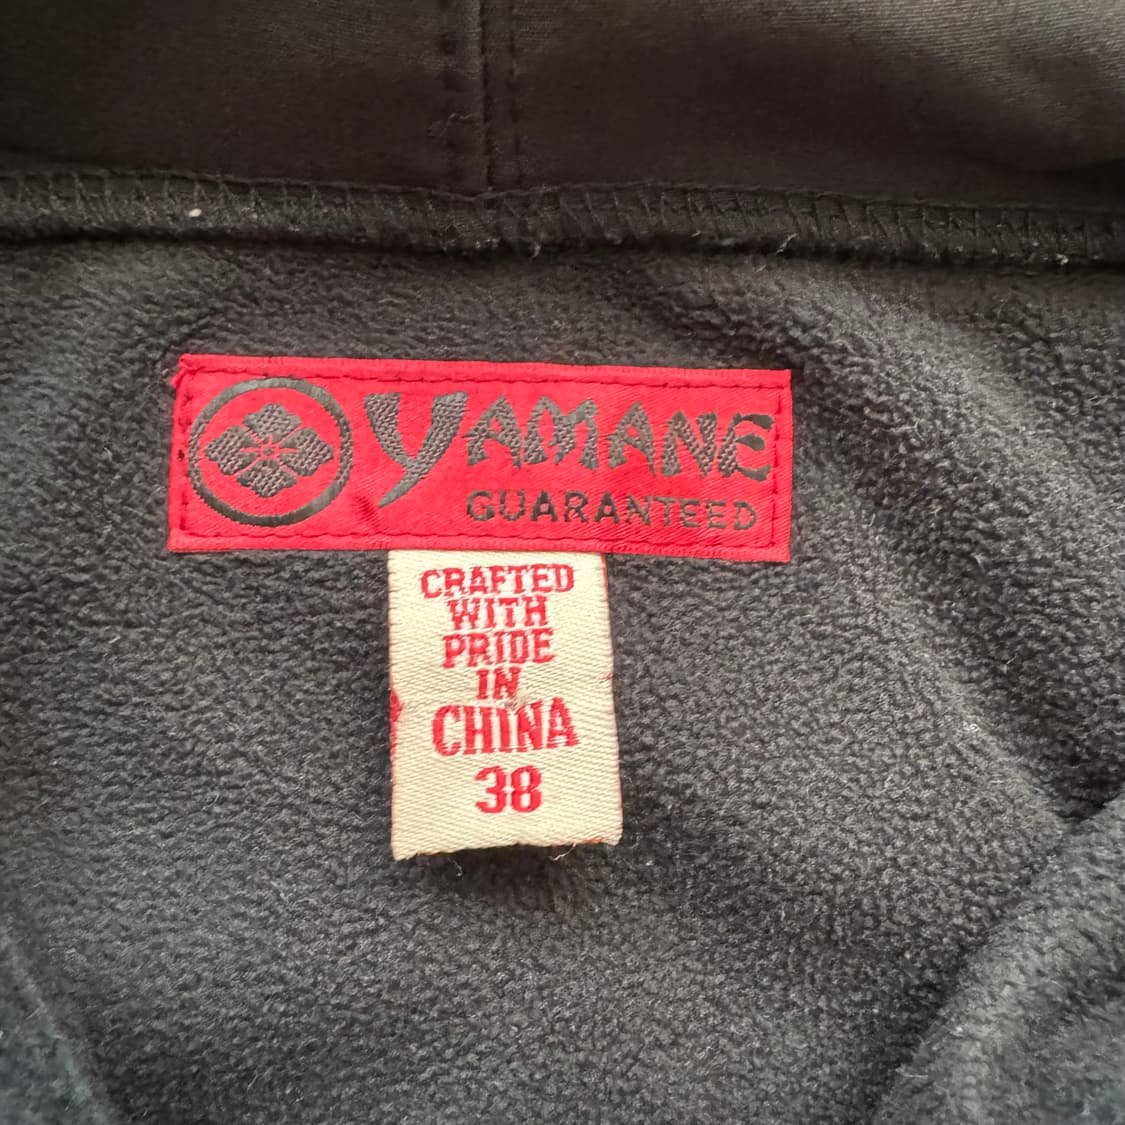 YAMANE
GUARANTEED
CRAFTED
WITH
PRIDE
IN
CHINA
38